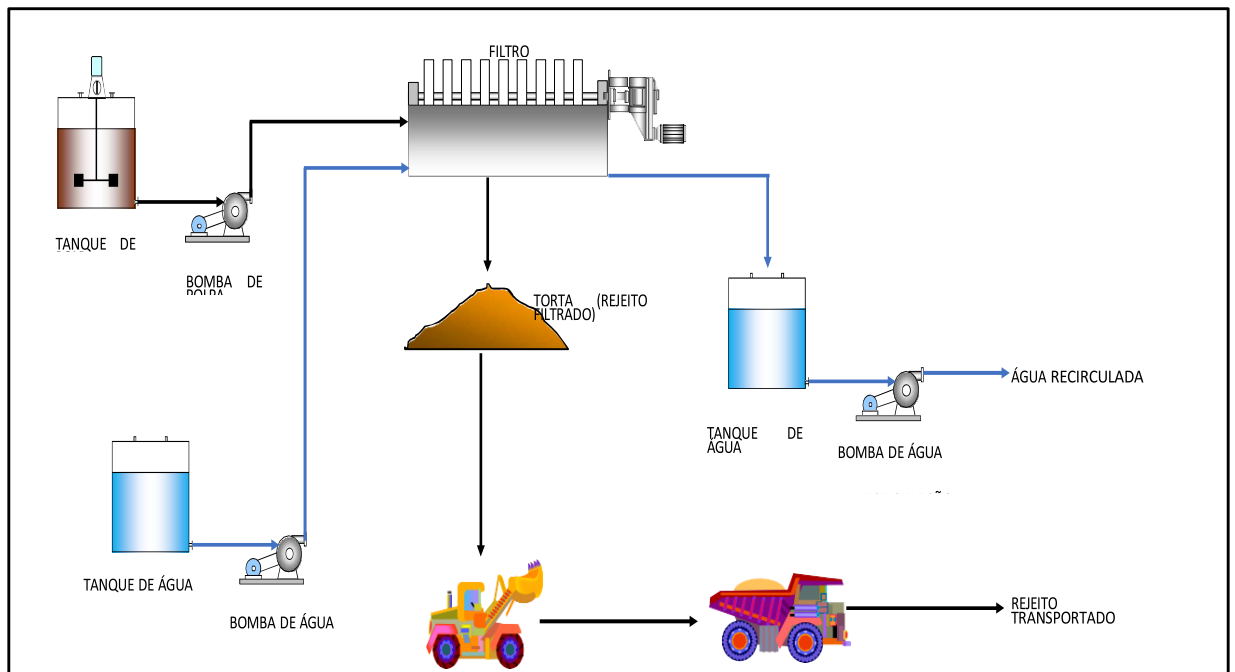 FILTRO
TANQUE DE
BOMBA DE
TORTA (REJEITO
FILTRADO)
ÁGUA RECIRCULADA
TANQUE DE
ÁGUA
BOMBA DE ÁGUA
TANQUE DE ÁGUA
BOMBA DE ÁGUA
REJEITO
TRANSPORTADO